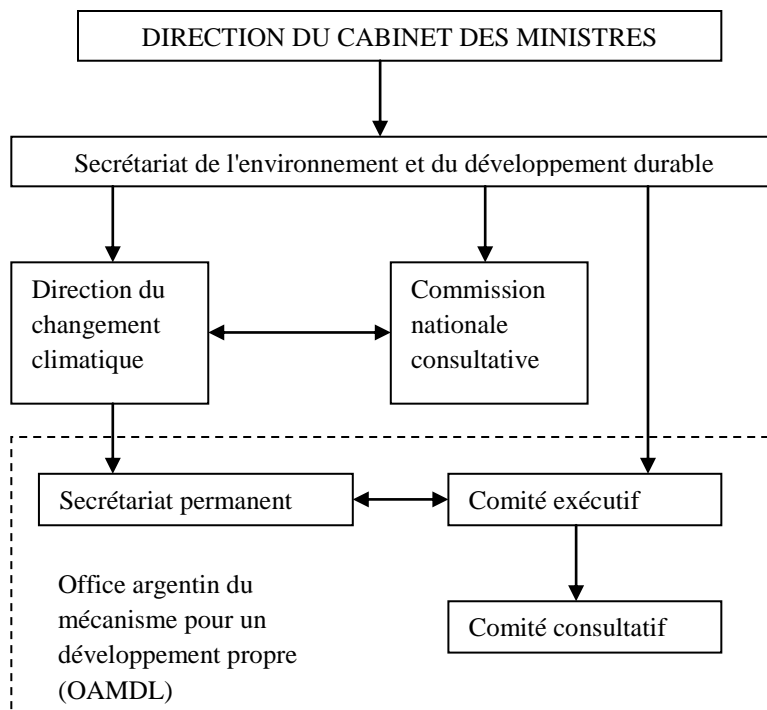 DIRECTION DU CABINET DES MINISTRES
Secrétariat de l'environnement et du développement durable
Direction du
changement
climatique
Commission
nationale
consultative
Secrétariat permanent
Comité exécutif
Office argentin du
mécanisme pour un
développement propre
(OAMDL)
Comité consultatif